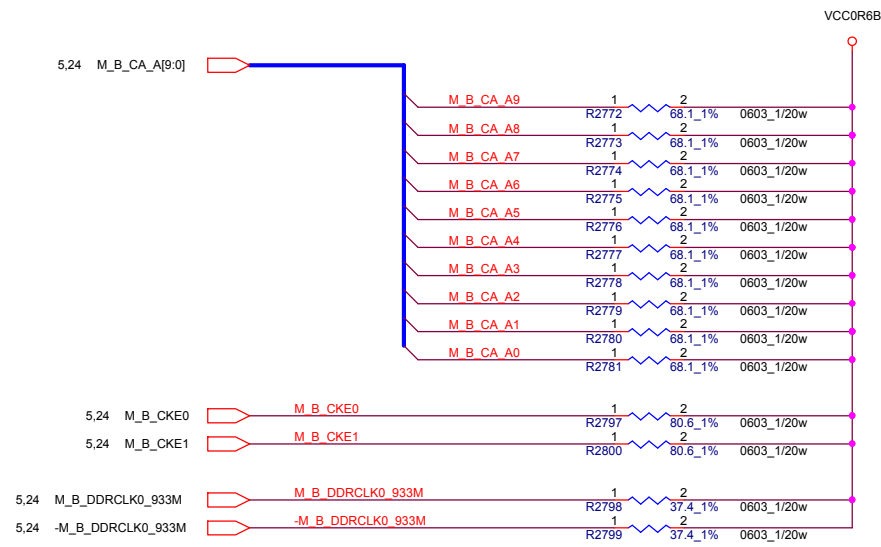 VCC0R6B
5,24 M_B_CA_A[9:0]
M_B_CA_A9 1 2
R2772 68.1_1% 0603_1/20w
M_B_CA_A8 1 2
R2773 68.1_1% 0603_1/20w
M_B_CA_A7 1 2
R2774 68.1_1% 0603_1/20w
M_B_CA_A6 1 2
R2775 68.1_1% 0603_1/20w
M_B_CA_A5 1 2
R2776 68.1_1% 0603_1/20w
M_B_CA_A4 1 2
R2777 68.1_1% 0603_1/20w
M_B_CA_A3 1 2
R2778 68.1_1% 0603_1/20w
M_B_CA_A2 1 2
R2779 68.1_1% 0603_1/20w
M_B_CA_A1 1 2
R2780 68.1_1% 0603_1/20w
M_B_CA_A0 1 2
R2781 68.1_1% 0603_1/20w
5,24 M_B_CKE0 M_B_CKE0 1 2
R2797 80.6_1% 0603_1/20w
5,24 M_B_CKE1 M_B_CKE1 1 2
R2800 80.6_1% 0603_1/20w
5,24 M_B_DDRCLK0_933M M_B_DDRCLK0_933M 1 2
R2798 37.4_1% 0603_1/20w
5,24 -M_B_DDRCLK0_933M -M_B_DDRCLK0_933M 1 2
R2799 37.4_1% 0603_1/20w